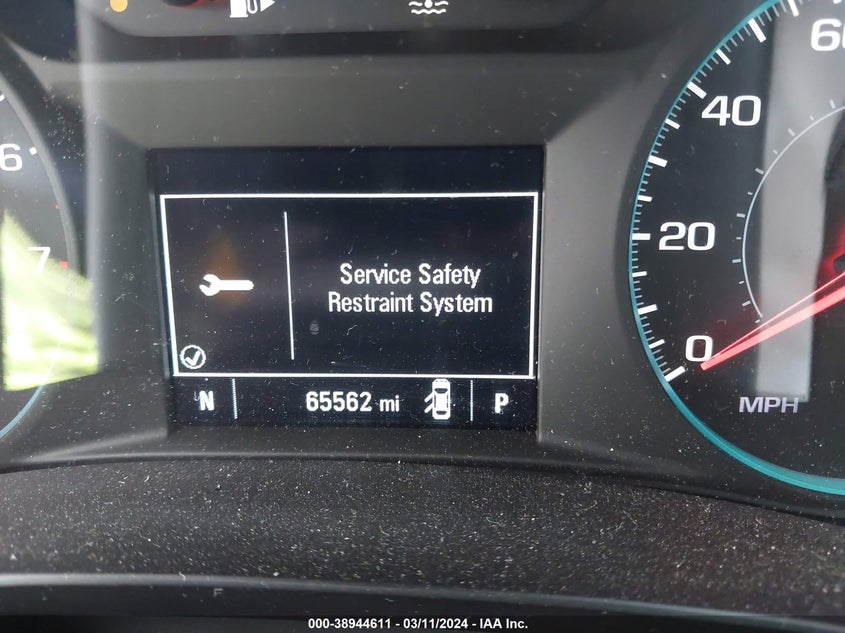 60
40
20
0
MPH
6
7
Service Safety
Restraint System
N 65562 mi P
F
000-38944611 - 03/11/2024 - IAA Inc.